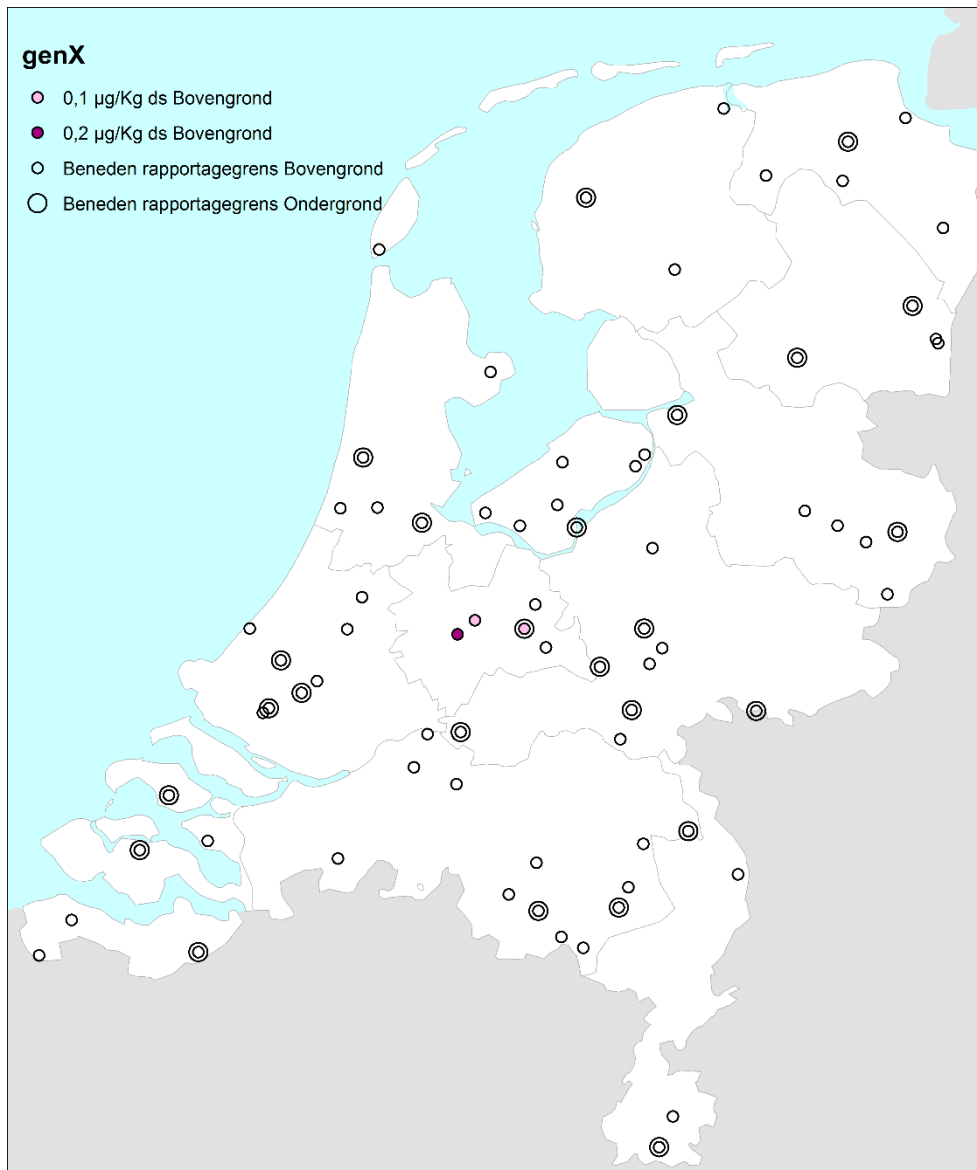 genX
0,1 µg/Kg ds Bovengrond
0,2 µg/Kg ds Bovengrond
Beneden rapportagegrens Bovengrond
Beneden rapportagegrens Ondergrond